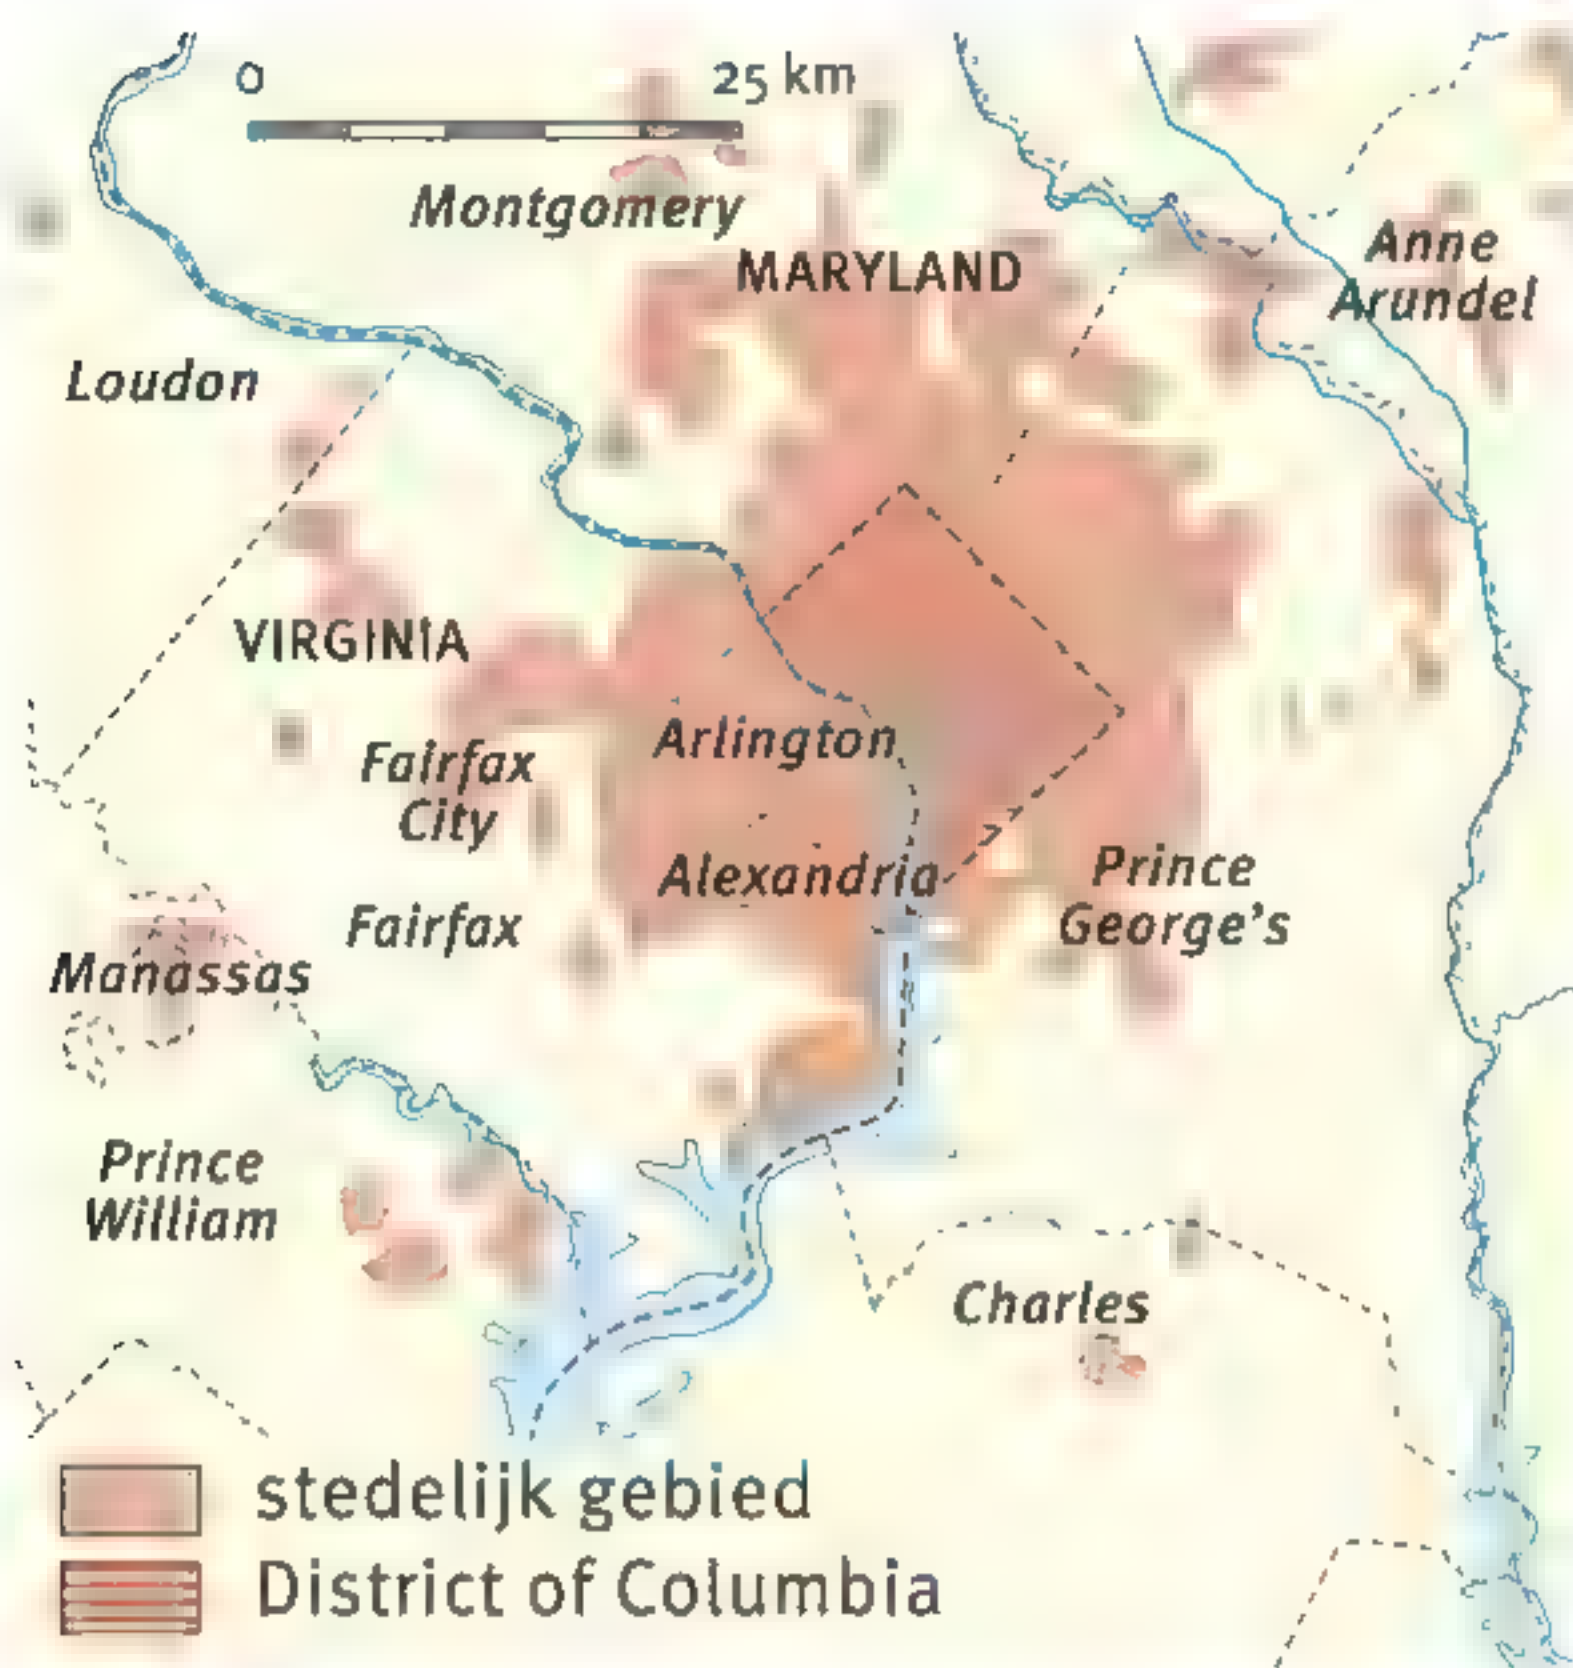 0 25 km
Montgomery
MARYLAND
Anne
Arundel
Loudon
VIRGINIA
Fairfax
City
Arlington
Alexandria
Prince
George's
Fairfax
Manassas
Prince
William
Charles
stedelijk gebied
District of Columbia